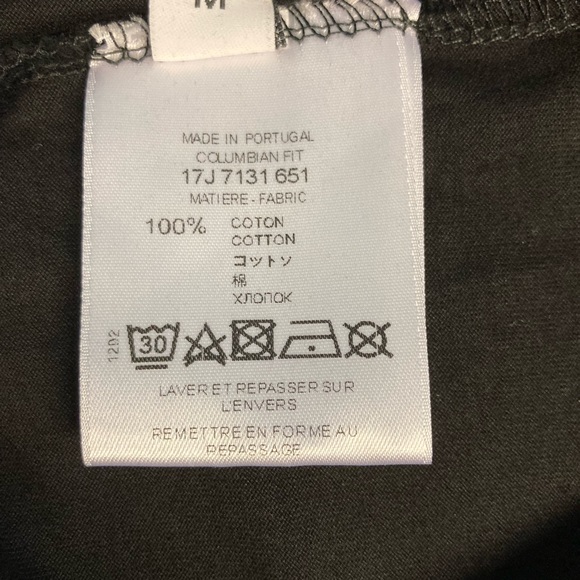 M
MADE IN PORTUGAL
COLUMBIAN FIT
17J 7131 651
MATIERE - FABRIC
100% COTON
COTTON
コットソ
棉
ХЛОПОК
1292
30
LAVER ET REPASSER SUR
L'ENVERS
REMETTRE EN FORME AU
REPASSAGE